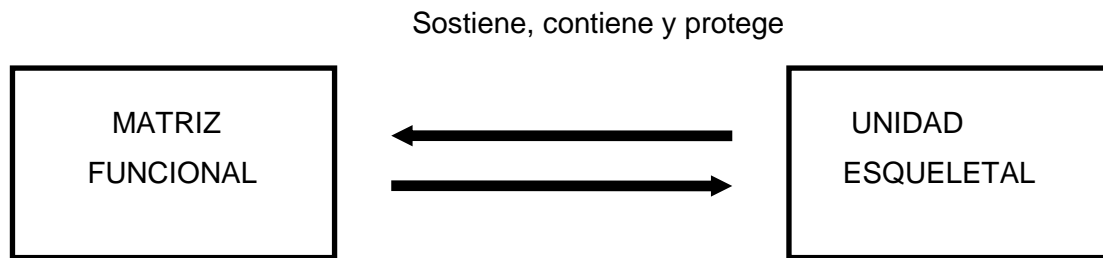 Sostiene, contiene y protege
MATRIZ
FUNCIONAL
UNIDAD
ESQUELETAL